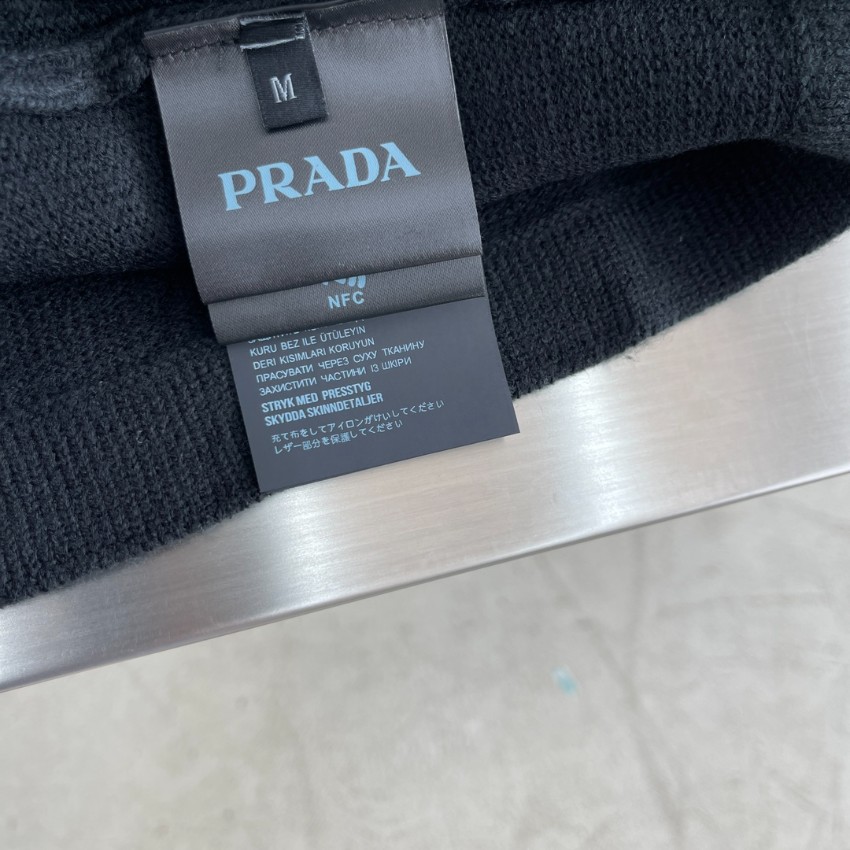 M
PRADA
NFC
KURU BEZ ILE ÜTÜLEYIN
DERI KISIMLARI KORUYUN
ПРАСУВАТИ ЧЕРЕЗ СУХУ ТКАНИНУ
ЗАХИСТИТИ ЧАСТИНИ ІЗ ШКІРИ
STRYK MED PRESSTYG
SKYDDA SKINNDETALJER
充て布をしてアイロンがけいしてください
レザー部分を保護してください